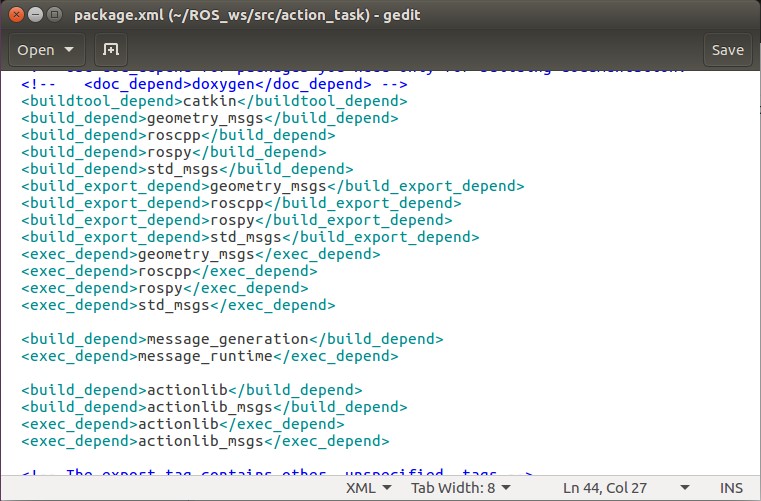 package.xml (~/ROS_ws/src/action_task) - gedit
Open
Save
<!--   <doc_depend>doxygen</doc_depend> -->
<buildtool_depend>catkin</buildtool_depend>
<build_depend>geometry_msgs</build_depend>
<build_depend>roscpp</build_depend>
<build_depend>rospy</build_depend>
<build_depend>std_msgs</build_depend>
<build_export_depend>geometry_msgs</build_export_depend>
<build_export_depend>roscpp</build_export_depend>
<build_export_depend>rospy</build_export_depend>
<build_export_depend>std_msgs</build_export_depend>
<exec_depend>geometry_msgs</exec_depend>
<exec_depend>roscpp</exec_depend>
<exec_depend>rospy</exec_depend>
<exec_depend>std_msgs</exec_depend>
<build_depend>message_generation</build_depend>
<exec_depend>message_runtime</exec_depend>
<build_depend>actionlib</build_depend>
<build_depend>actionlib_msgs</build_depend>
<exec_depend>actionlib</exec_depend>
<exec_depend>actionlib_msgs</exec_depend>
<!-- The export tag contains other, unspecified, tags -->
XML Tab Width: 8 Ln 44, Col 27 INS